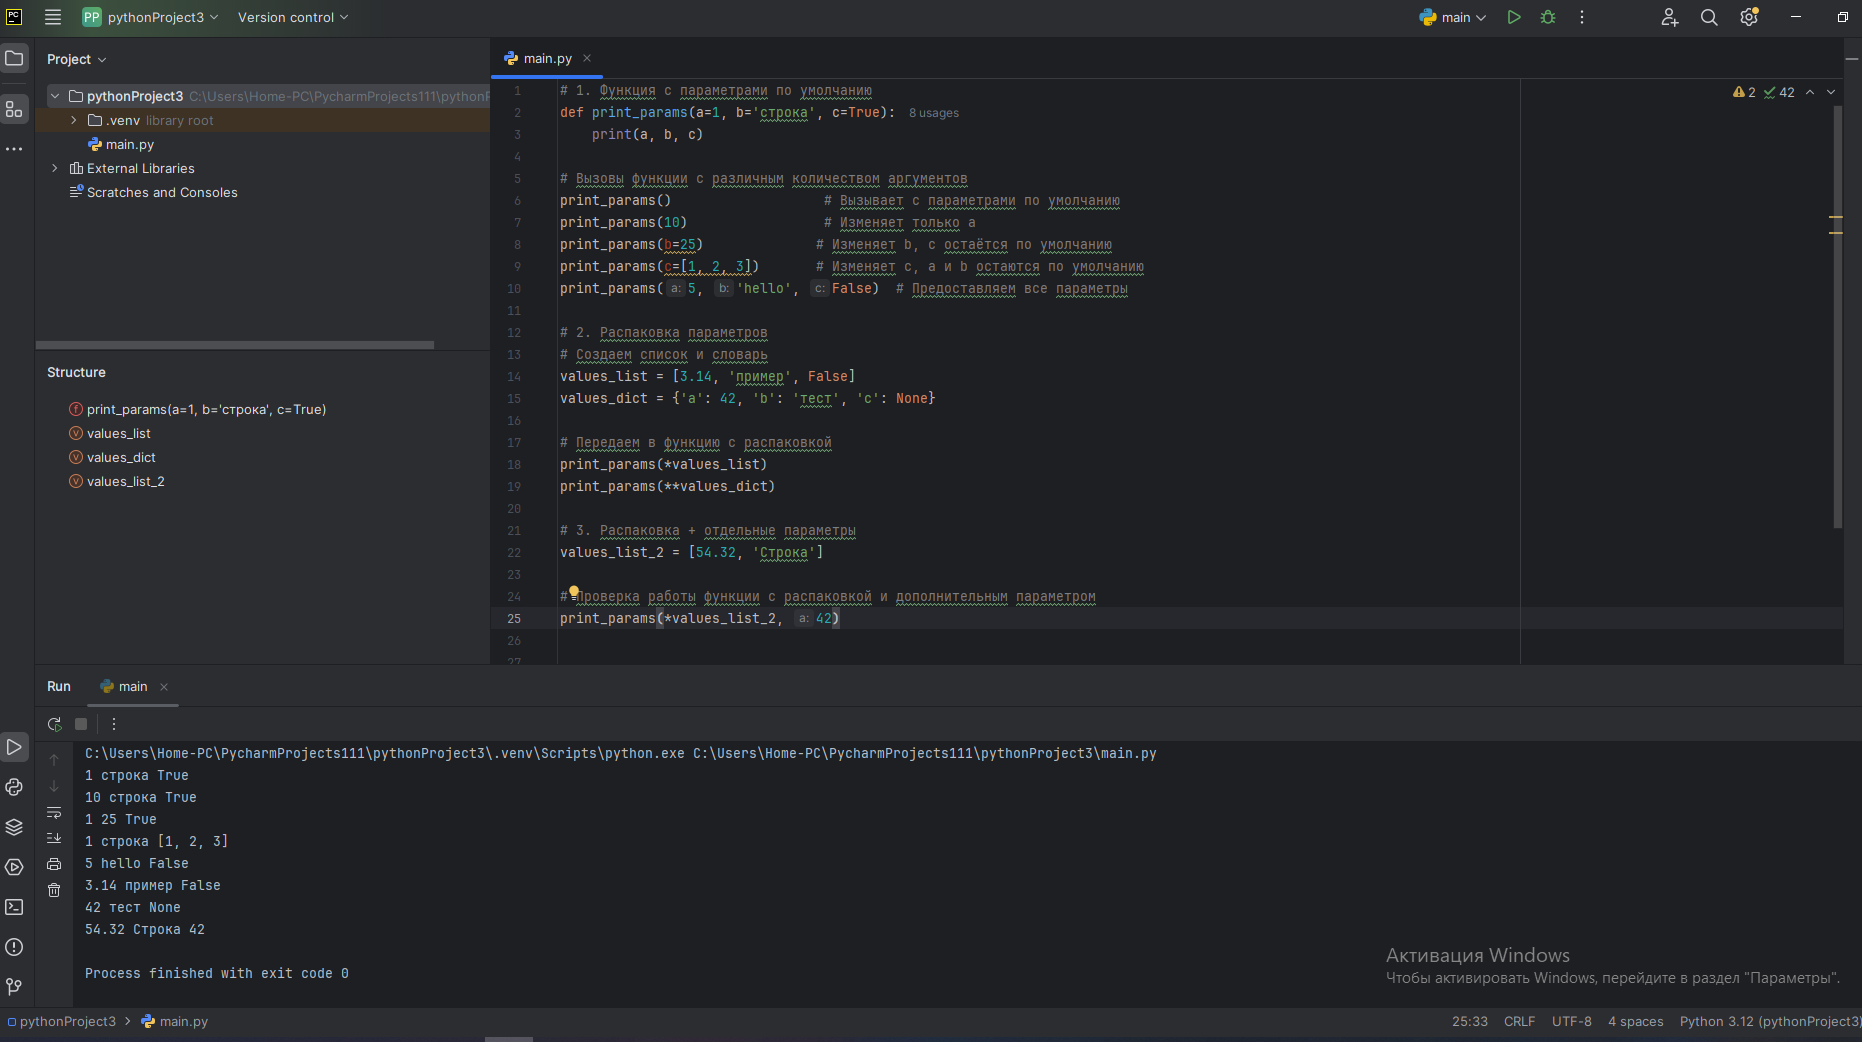 PC
PP pythonProject3 Version control main
Project
pythonProject3 C:\Users\Home-PC\PycharmProjects111\pythonP
.venv library root
main.py
External Libraries
Scratches and Consoles
Structure
print_params(a=1, b='строка', c=True)
values_list
values_dict
values_list_2
main.py
2 42
1 # 1. Функция с параметрами по умолчанию
2 def print_params(a=1, b='строка', c=True): 8 usages
3 print(a, b, c)
4
5 # Вызовы функции с различным количеством аргументов
6 print_params() # Вызывает с параметрами по умолчанию
7 print_params(10) # Изменяет только a
8 print_params(b=25) # Изменяет b, c остаётся по умолчанию
9 print_params(c=[1, 2, 3]) # Изменяет c, a и b остаются по умолчанию
10 print_params( a: 5, b: 'hello', c: False) # Предоставляем все параметры
11
12 # 2. Распаковка параметров
13 # Создаем список и словарь
14 values_list = [3.14, 'пример', False]
15 values_dict = {'a': 42, 'b': 'тест', 'c': None}
16
17 # Передаем в функцию с распаковкой
18 print_params(*values_list)
19 print_params(**values_dict)
20
21 # 3. Распаковка + отдельные параметры
22 values_list_2 = [54.32, 'Строка']
23
24 # Проверка работы функции с распаковкой и дополнительным параметром
25 print_params(*values_list_2, a: 42)
26
27
Run main
C:\Users\Home-PC\PycharmProjects111\pythonProject3\.venv\Scripts\python.exe C:\Users\Home-PC\PycharmProjects111\pythonProject3\main.py
1 строка True
10 строка True
1 25 True
1 строка [1, 2, 3]
5 hello False
3.14 пример False
42 тест None
54.32 Строка 42
Process finished with exit code 0
Активация Windows
Чтобы активировать Windows, перейдите в раздел "Параметры".
pythonProject3 > main.py 25:33 CRLF UTF-8 4 spaces Python 3.12 (pythonProject3)